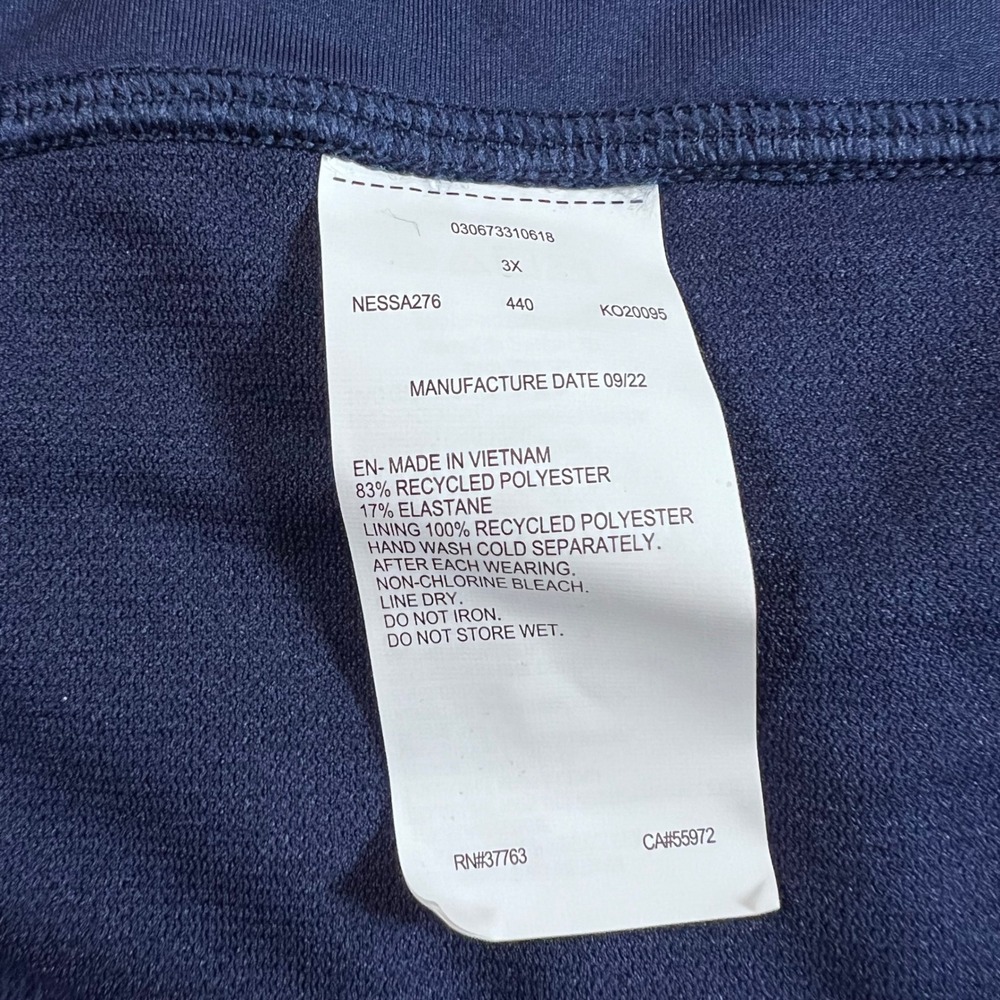 030673310618
3X
NESSA276 440 KO20095
MANUFACTURE DATE 09/22
EN- MADE IN VIETNAM
83% RECYCLED POLYESTER
17% ELASTANE
LINING 100% RECYCLED POLYESTER
HAND WASH COLD SEPARATELY.
AFTER EACH WEARING.
NON-CHLORINE BLEACH.
LINE DRY.
DO NOT IRON.
DO NOT STORE WET.
RN#37763 CA#55972